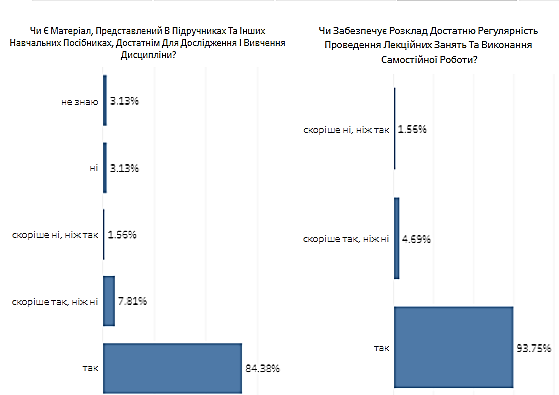 Чи Є Матеріал, Представлений В Підручниках Та Інших
Навчальних Посібниках, Достатнім Для Дослідження І Вивчення
Дисципліни?
не знаю
3.13%
ні
3.13%
скоріше ні, ніж так
1.56%
скоріше так, ніж ні
7.81%
так
84.38%
Чи Забезпечує Розклад Достатню Регулярність
Проведення Лекційних Занять Та Виконання
Самостійної Роботи?
скоріше ні, ніж так
1.56%
скоріше так, ніж ні
4.69%
так
93.75%